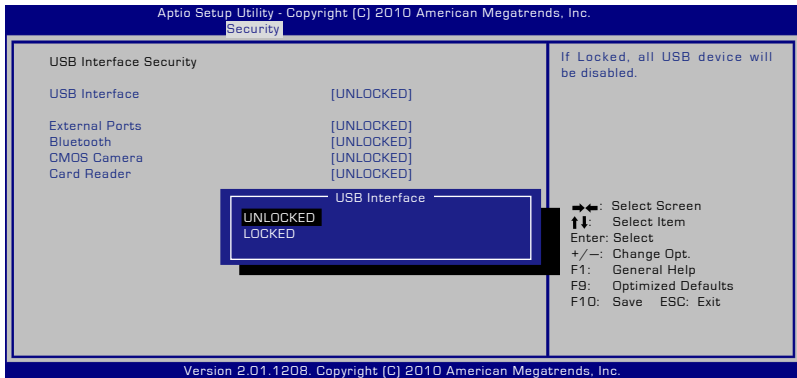 Aptio Setup Utility - Copyright (C) 2010 American Megatrends, Inc.
Security
USB Interface Security
USB Interface [UNLOCKED]
External Ports [UNLOCKED]
Bluetooth [UNLOCKED]
CMOS Camera [UNLOCKED]
Card Reader [UNLOCKED]
USB Interface
UNLOCKED
LOCKED
If Locked, all USB device will
be disabled.
→←: Select Screen
↑↓: Select Item
Enter: Select
+/—: Change Opt.
F1: General Help
F9: Optimized Defaults
F10: Save ESC: Exit
Version 2.01.1208. Copyright (C) 2010 American Megatrends, Inc.